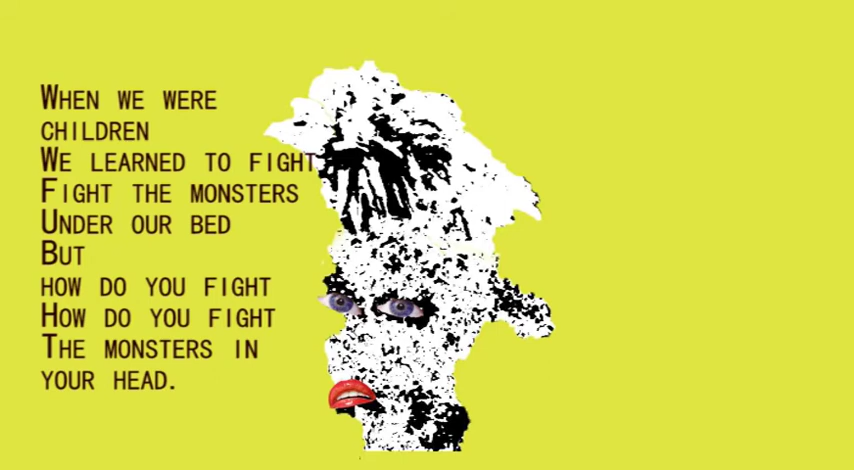 When we were
children
We learned to fight
Fight the monsters
Under our bed
But
how do you fight
How do you fight
The monsters in
your head.